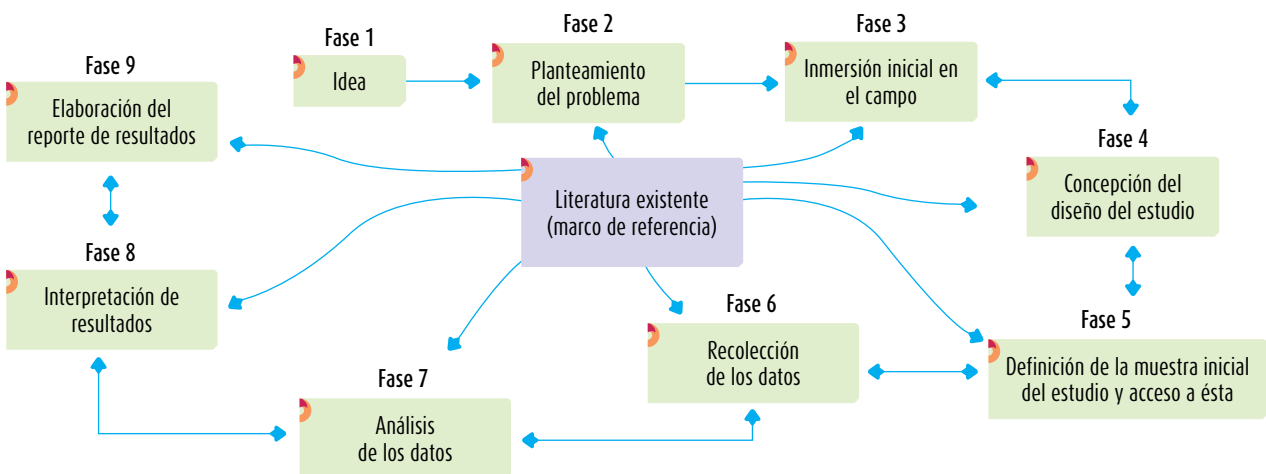 Fase 1
Idea
Fase 2
Planteamiento
del problema
Fase 3
Inmersión inicial en
el campo
Fase 4
Concepción del
diseño del estudio
Fase 5
Definición de la muestra inicial
del estudio y acceso a ésta
Fase 6
Recolección
de los datos
Fase 7
Análisis
de los datos
Fase 8
Interpretación de
resultados
Fase 9
Elaboración del
reporte de resultados
Literatura existente
(marco de referencia)